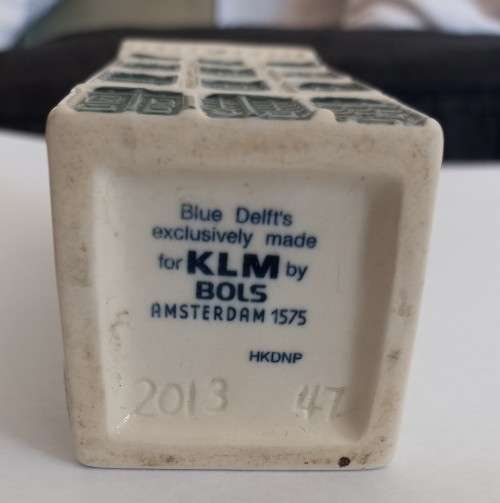 Blue Delft's
exclusively made
for KLM by
BOLS
AMSTERDAM 1575
HKDNP
2013 47